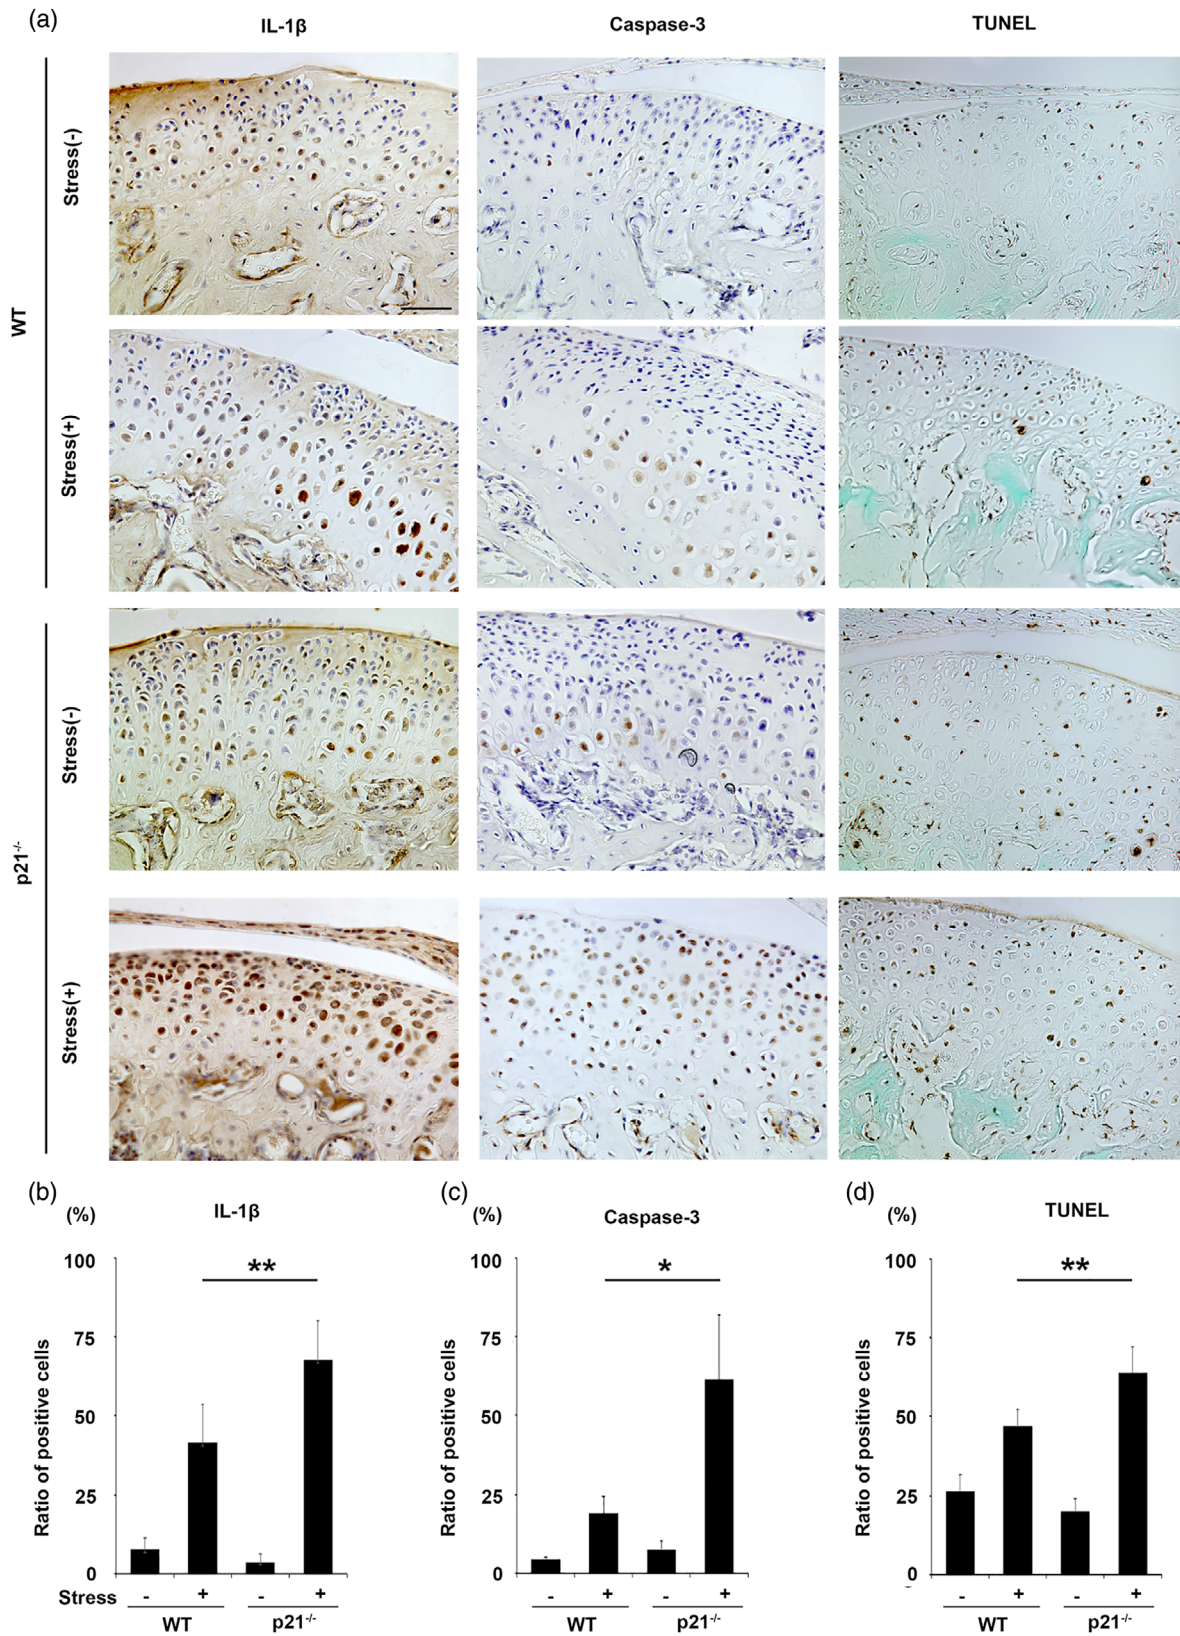 (a)
IL-1β Caspase-3 TUNEL
WT
Stress(-)
Stress(+)
p21-/-
Stress(-)
Stress(+)
(b)
(%)
IL-1β
Ratio of positive cells
100
75
50
25
0
**
Stress - + - +
WT p21-/-
(c)
(%)
Caspase-3
Ratio of positive cells
100
75
50
25
0
*
- + - +
WT p21-/-
(d)
(%)
TUNEL
Ratio of positive cells
100
75
50
25
0
**
- + - +
WT p21-/-